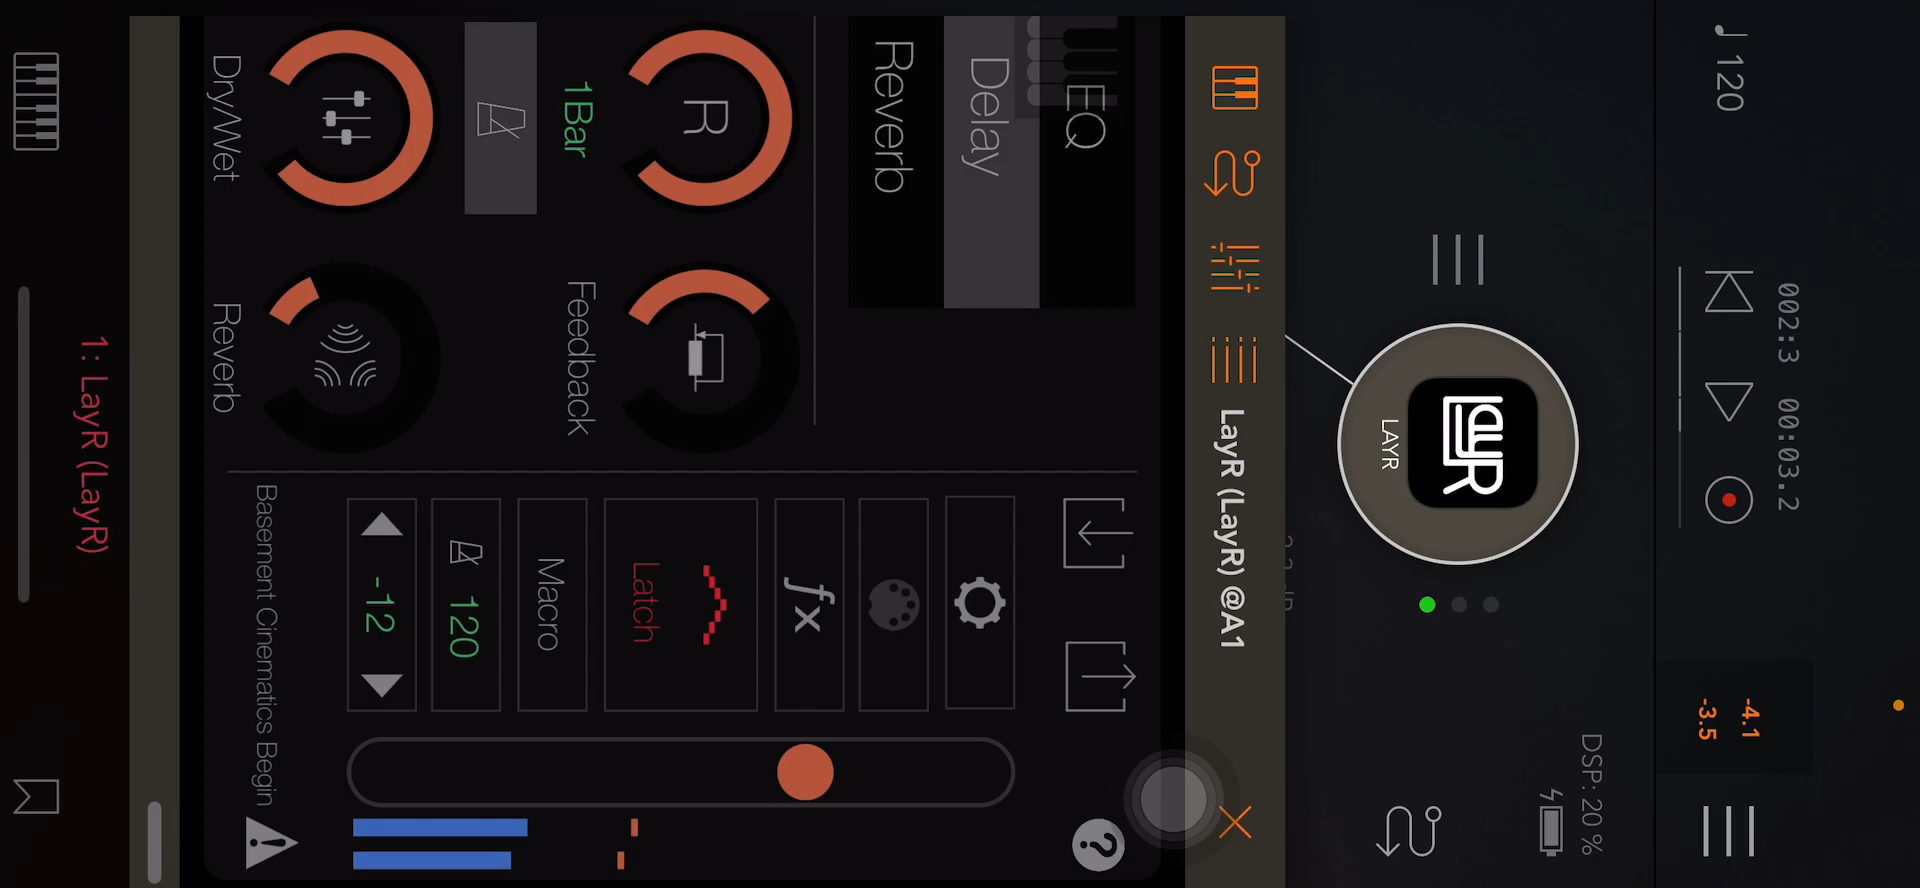 120
002:3 00:03.2
-4.1
-3.5
DSP: 20 %
LayR
LAYR
LayR (LayR) @A1
EQ
Delay
Reverb
R
1Bar
Feedback
Dry/Wet
Reverb
fx
Latch
Macro
120
-12
Basement Cinematics Begin
?
!
1: LayR (LayR)